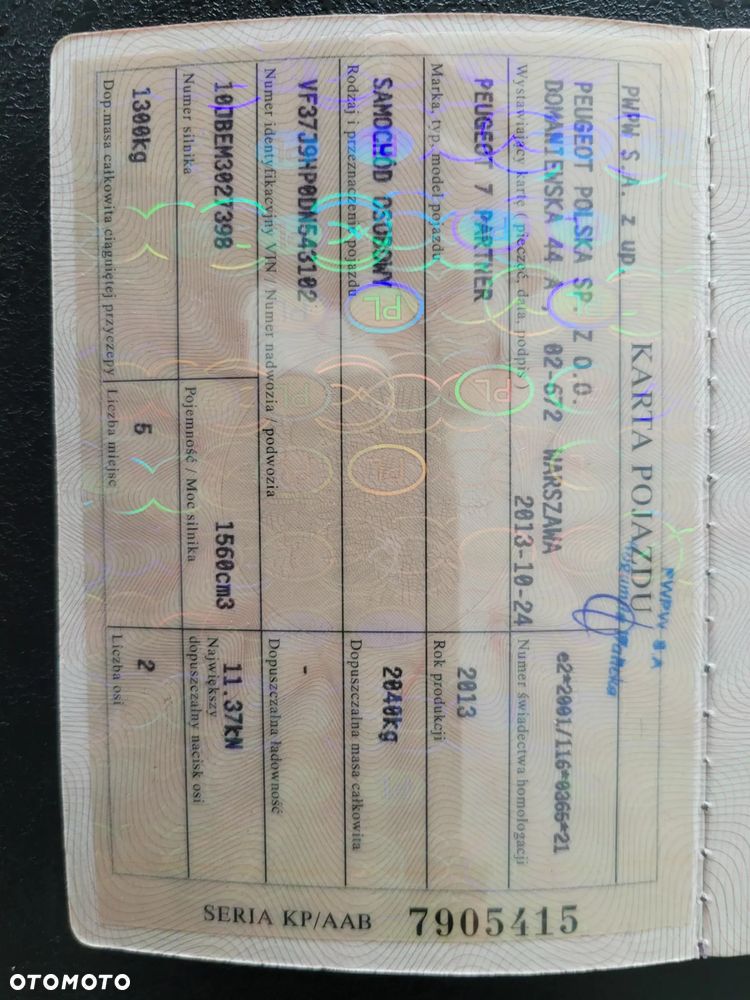 KARTA POJAZDU
PWPW S.A. z up.
PWPW S.A.
PEUGEOT POLSKA SP. Z O.O.
DOMANIEWSKA 44 A 02-672 WARSZAWA
2013-10-24
e2*2001/116*0366*21
Wystawiający kartę (pieczęć, data, podpis)
Numer świadectwa homologacji
PEUGEOT 7 PARTNER
2013
Marka, typ, model pojazdu
Rok produkcji
SAMOCHÓD OSOBOWY
2040kg
Rodzaj i przeznaczenie pojazdu
Dopuszczalna masa całkowita
VF37J9HP0DN543102
-
Numer identyfikacyjny VIN / Numer nadwozia / podwozia
Dopuszczalna ładowność
10JBEM3027398
1560cm3
11.37kN
Numer silnika
Pojemność / Moc silnika
Największy
dopuszczalny nacisk osi
1300kg
5
2
Dop.masa całkowita ciągniętej przyczepy
Liczba miejsc
Liczba osi
SERIA KP/AAB 7905415
PL
PL
OTOMOTO